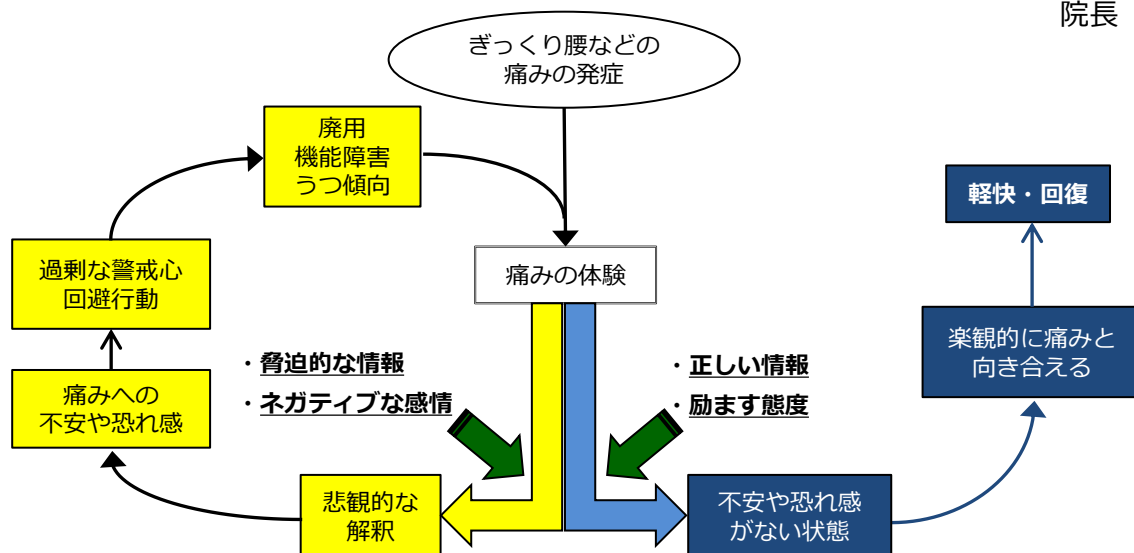 院長
ぎっくり腰などの
痛みの発症
廃用
機能障害
うつ傾向
軽快・回復
過剰な警戒心
回避行動
痛みの体験
楽観的に痛みと
向き合える
・脅迫的な情報
・ネガティブな感情
・正しい情報
・励ます態度
痛みへの
不安や恐れ感
悲観的な
解釈
不安や恐れ感
がない状態